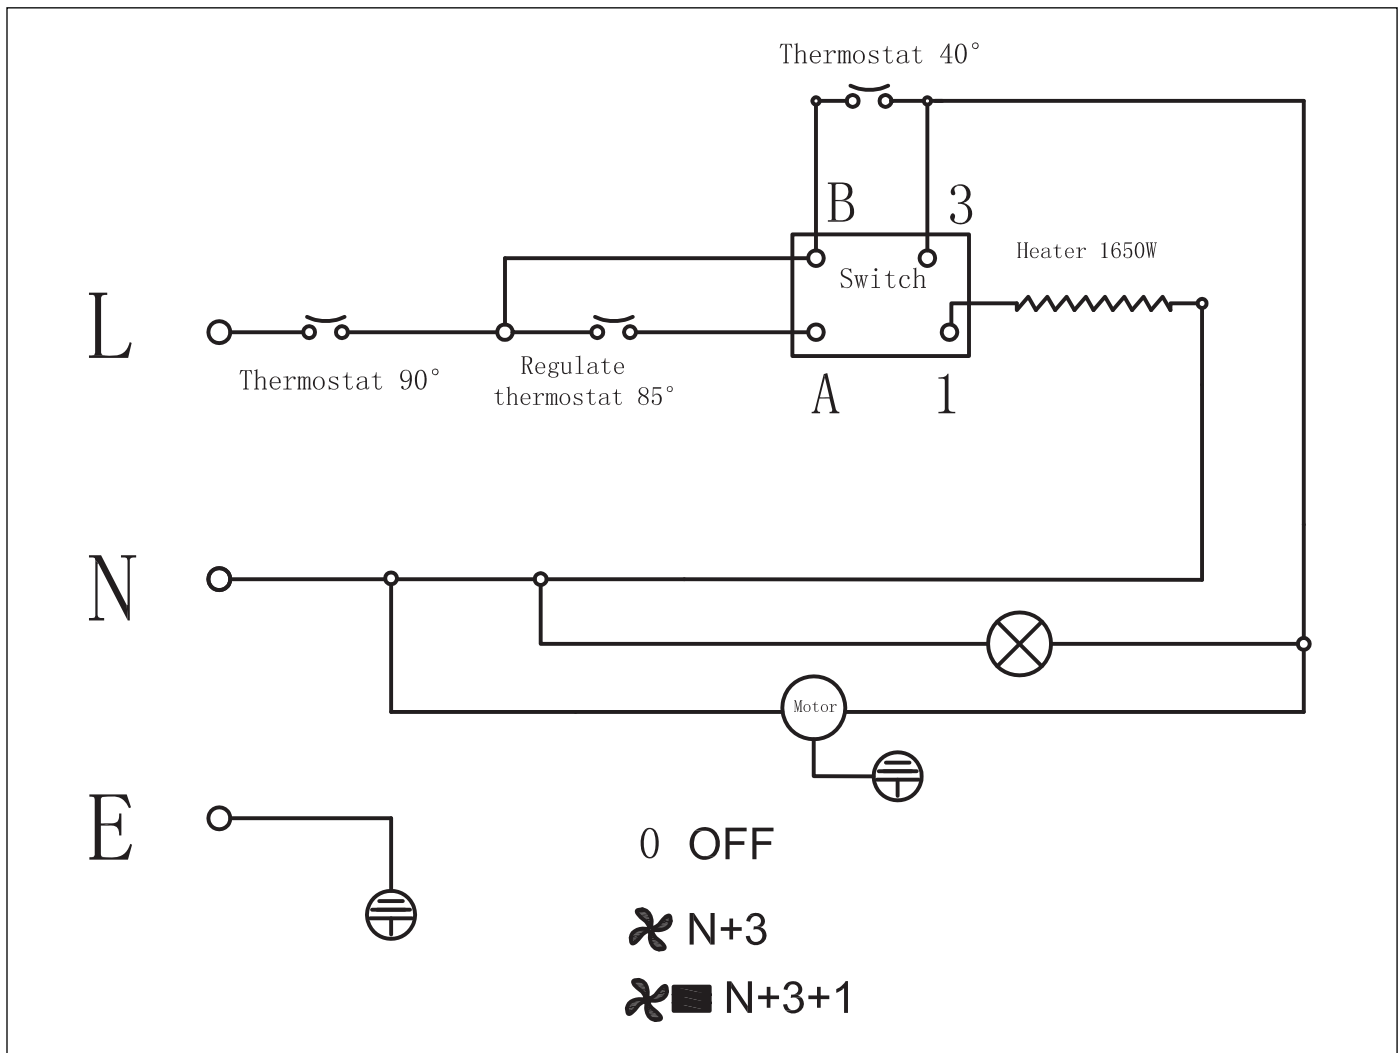 Thermostat 40°
B
3
Switch
Heater 1650W
L
Thermostat 90°
Regulate
thermostat 85°
A
1
N
Motor
E
0 OFF
N+3
N+3+1